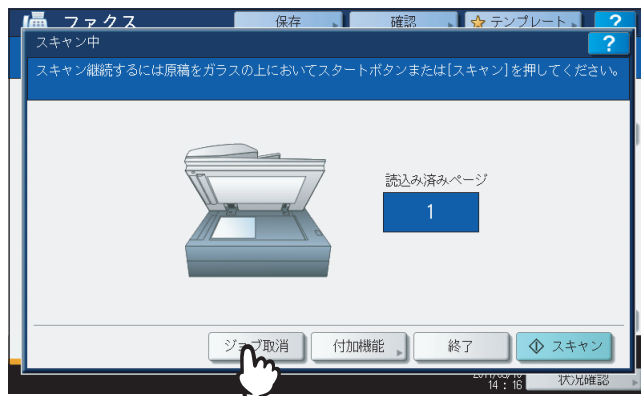 ファクス 保存 確認 テンプレート ?
スキャン中 ?
スキャン継続するには原稿をガラスの上においてスタートボタンまたは[スキャン]を押してください。
読込み済みページ
1
ジョブ取消 付加機能 終了 スキャン
14 : 16 状況確認